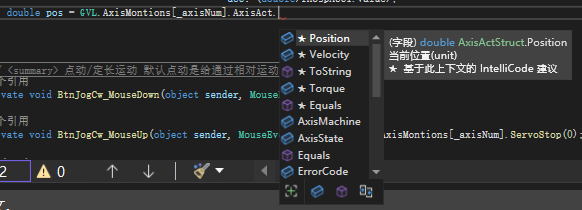 double pos = GVL.AxisMontions[_axisNum].AxisAct.
★ Position
★ Velocity
★ ToString
★ Torque
★ Equals
AxisMachine
AxisState
Equals
ErrorCode
(字段) double AxisActStruct.Position
当前位置(unit)
★ 基于此上下文的 IntelliCode 建议
<summary> 点动/定长运动 默认点动是给通过相对运动
个引用
vate void BtnJogCw_MouseDown(object sender, Mouse
个引用
vate void BtnJogCw_MouseUp(object sender, MouseEv
xisMontions[_axisNum].ServoStop(0);
2
0